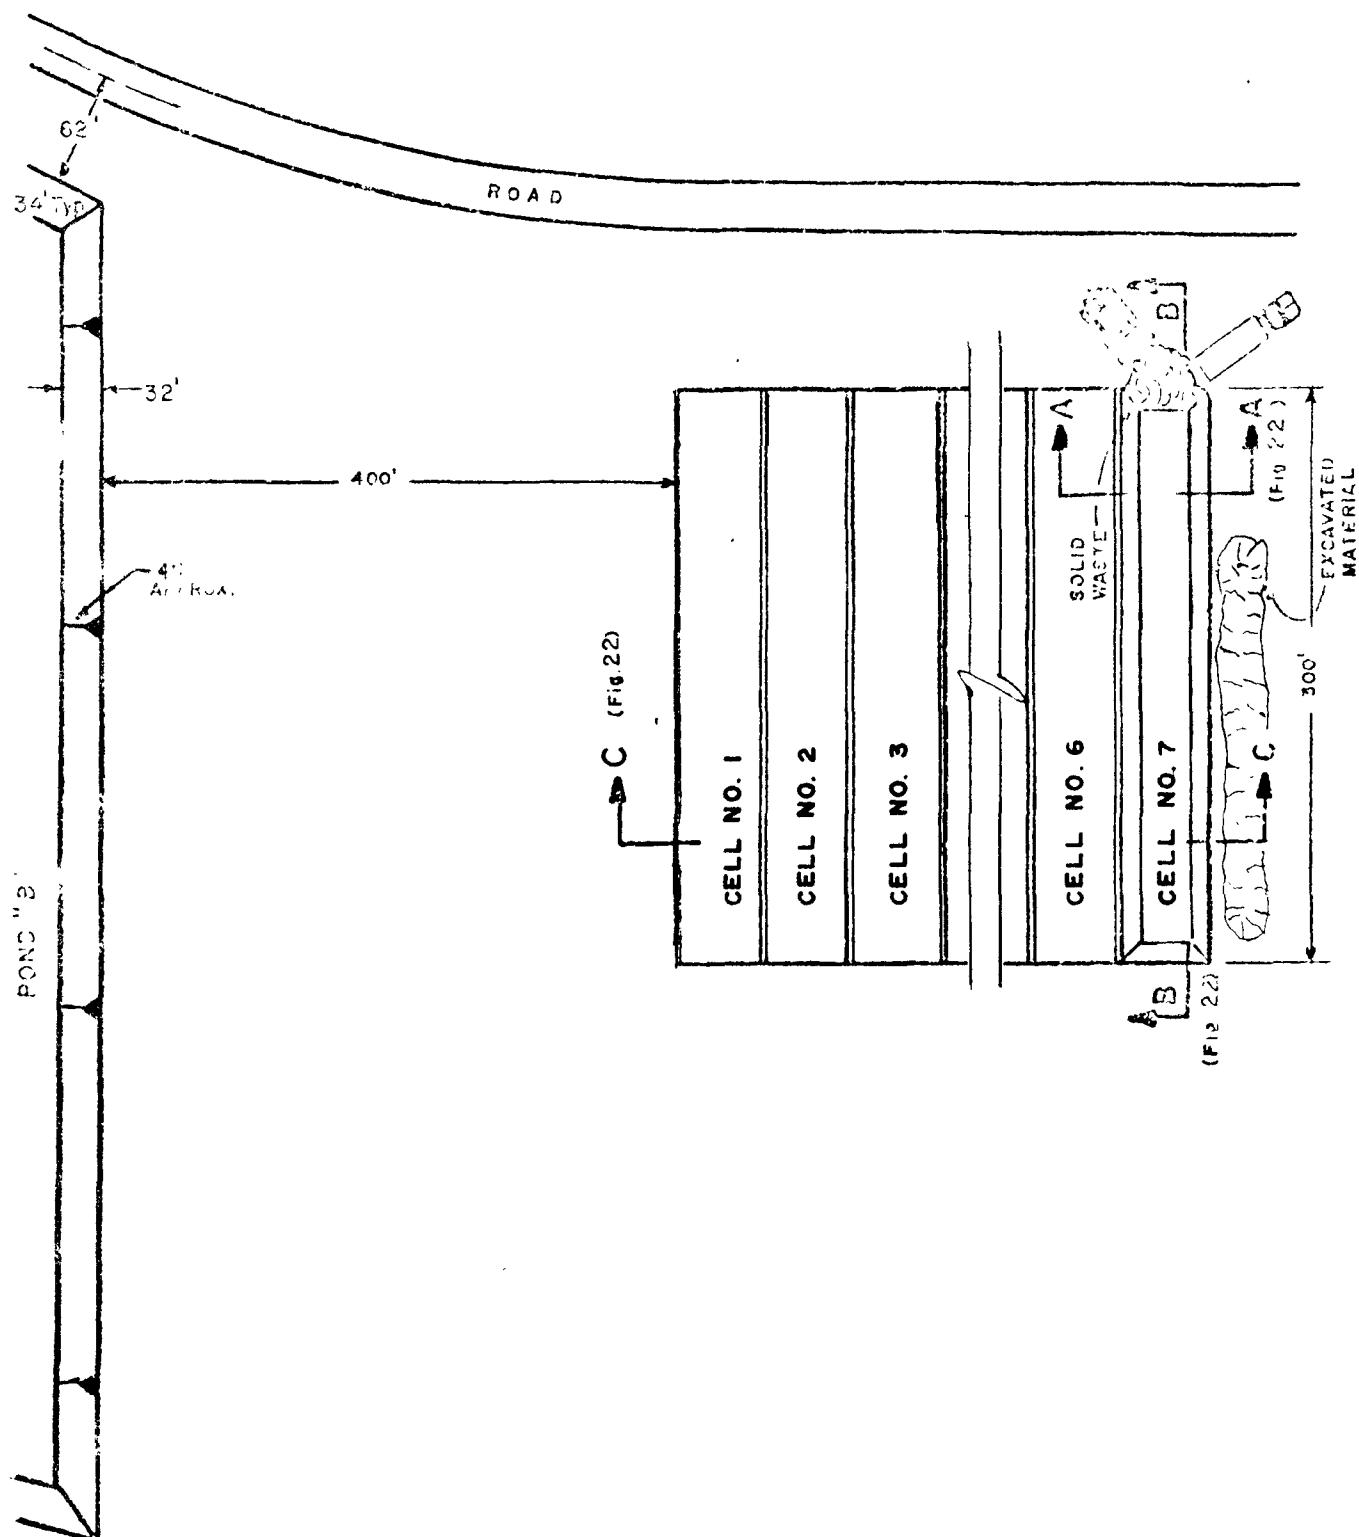 ROAD
62'
34' TYP
32'
400'
APPROX.
POND "B"
C (Fig. 22)
CELL NO. 1
CELL NO. 2
CELL NO. 3
CELL NO. 6
CELL NO. 7
SOLID
WASTE
A
A
(Fig 22)
B
B
(Fig 22)
C
EXCAVATED
MATERIAL
300'